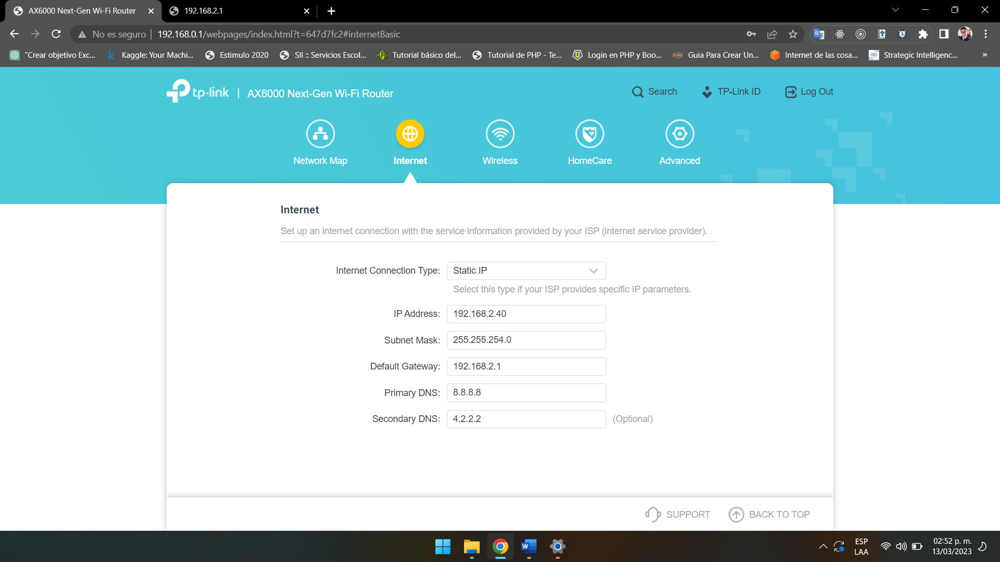 AX6000 Next-Gen Wi-Fi Router
192.168.2.1
No es seguro | 192.168.0.1/webpages/index.html?t=647d7fc2#internetBasic
"Crear objetivo Exc...
Kaggle: Your Machi...
Estimulo 2020
SII :: Servicios Escol...
Tutorial básico del...
Tutorial de PHP - Te...
Login en PHP y Boo...
Guia Para Crear Un...
Internet de las cosa...
Strategic Intelligenc...
»
tp-link | AX6000 Next-Gen Wi-Fi Router
Search
TP-Link ID
Log Out
Network Map
Internet
Wireless
HomeCare
Advanced
Internet
Set up an internet connection with the service information provided by your ISP (internet service provider).
Internet Connection Type: Static IP
Select this type if your ISP provides specific IP parameters.
IP Address: 192.168.2.40
Subnet Mask: 255.255.254.0
Default Gateway: 192.168.2.1
Primary DNS: 8.8.8.8
Secondary DNS: 4.2.2.2 (Optional)
SUPPORT
BACK TO TOP
ESP
LAA
02:52 p. m.
13/03/2023